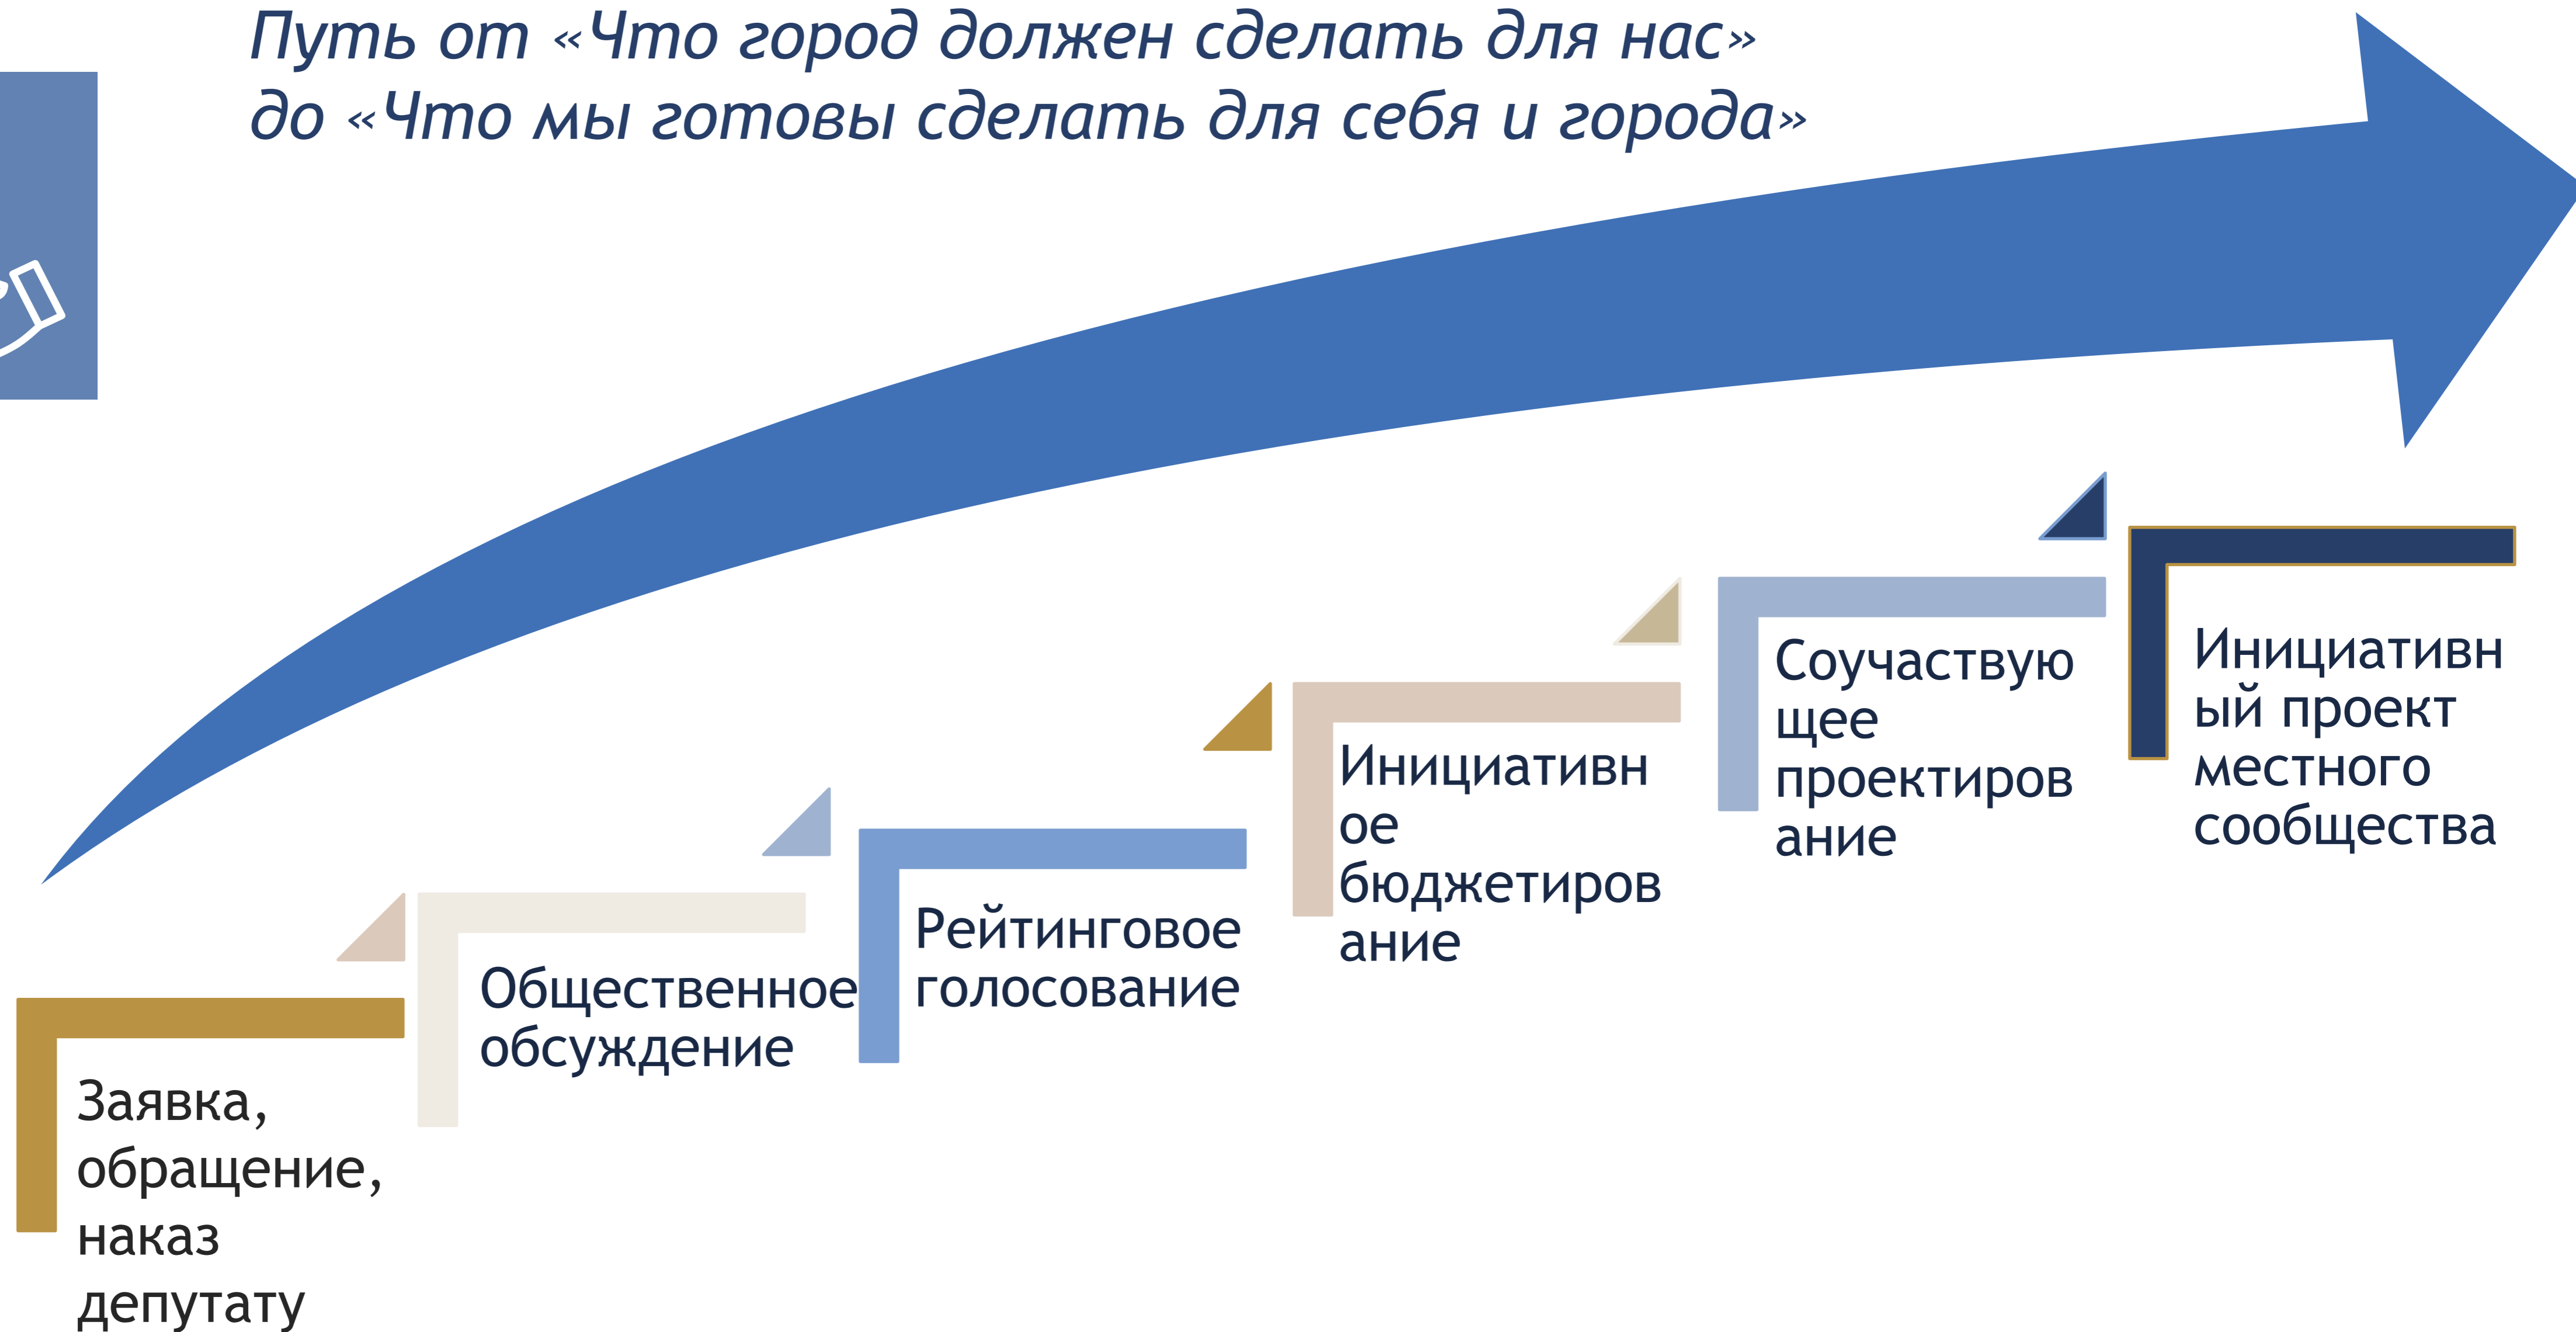 Путь от «Что город должен сделать для нас»
до «Что мы готовы сделать для себя и города»
Заявка,
обращение,
наказ
депутату
Общественное
обсуждение
Рейтинговое
голосование
Инициативн
ое
бюджетиров
ание
Соучаствую
щее
проектиров
ание
Инициативн
ый проект
местного
сообщества